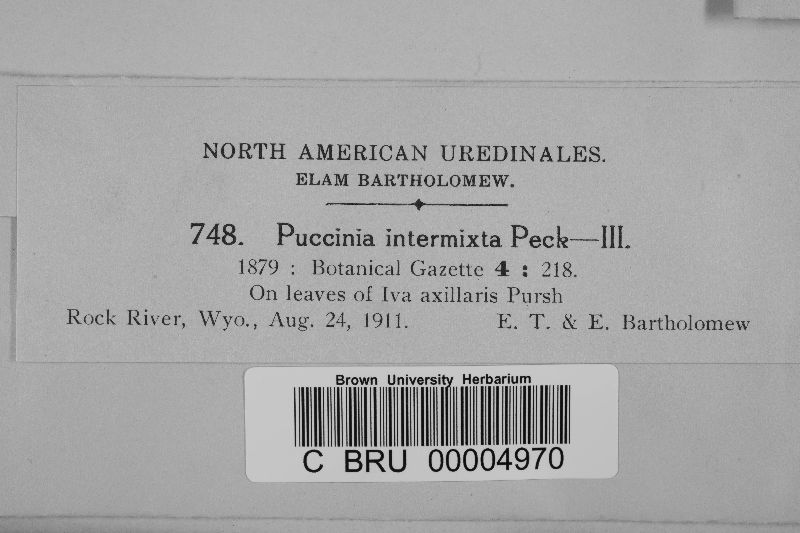 NORTH AMERICAN UREDINALES.
ELAM BARTHOLOMEW.
748. Puccinia intermixta Peck—III.
1879 : Botanical Gazette 4 : 218.
On leaves of Iva axillaris Pursh
Rock River, Wyo., Aug. 24, 1911. E. T. & E. Bartholomew
Brown University Herbarium
C BRU 00004970